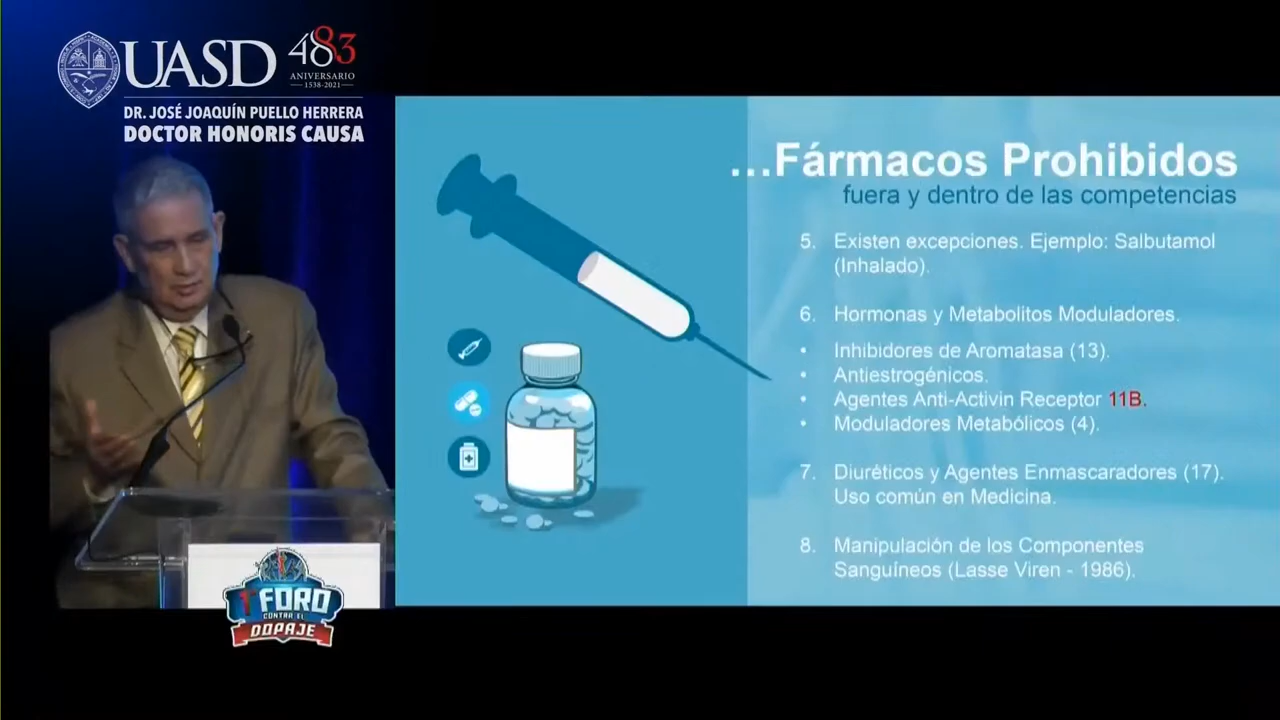 UASD 483
ANIVERSARIO
1538-2021
DR. JOSÉ JOAQUÍN PUELLO HERRERA
DOCTOR HONORIS CAUSA
...Fármacos Prohibidos
fuera y dentro de las competencias
5. Existen excepciones. Ejemplo: Salbutamol
(Inhalado).
6. Hormonas y Metabolitos Moduladores.
• Inhibidores de Aromatasa (13).
• Antiestrogénicos.
• Agentes Anti-Activin Receptor 11B.
• Moduladores Metabólicos (4).
7. Diuréticos y Agentes Enmascaradores (17).
Uso común en Medicina.
8. Manipulación de los Componentes
Sanguíneos (Lasse Viren - 1986).
1er FORO
CONTRA EL
DOPAJE